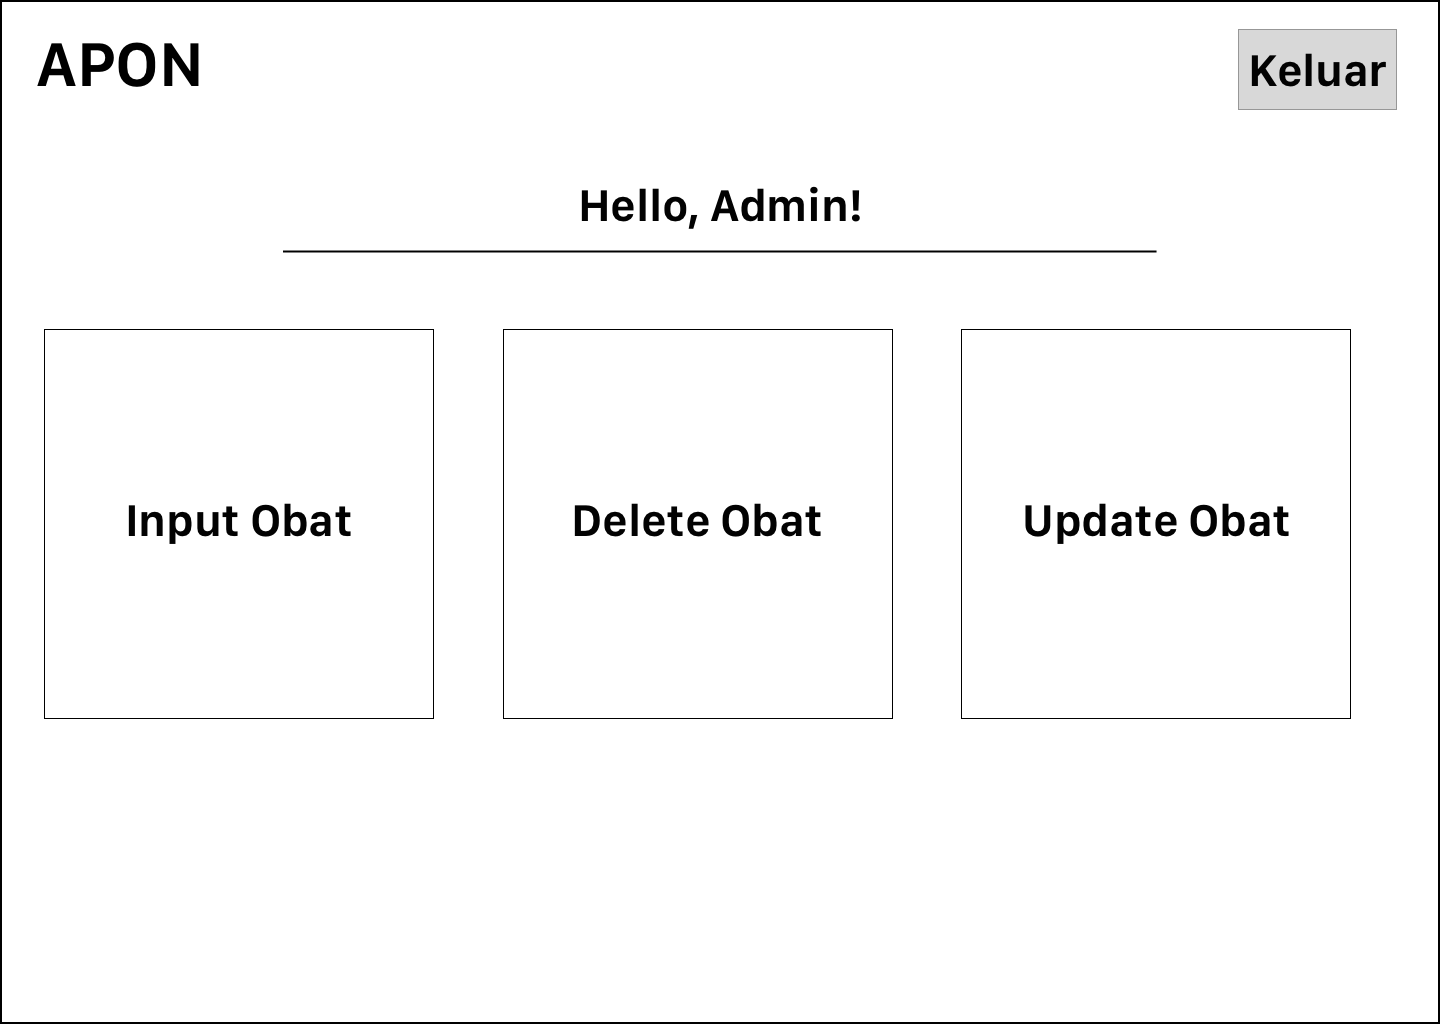 APON
Keluar
Hello, Admin!
Input Obat
Delete Obat
Update Obat